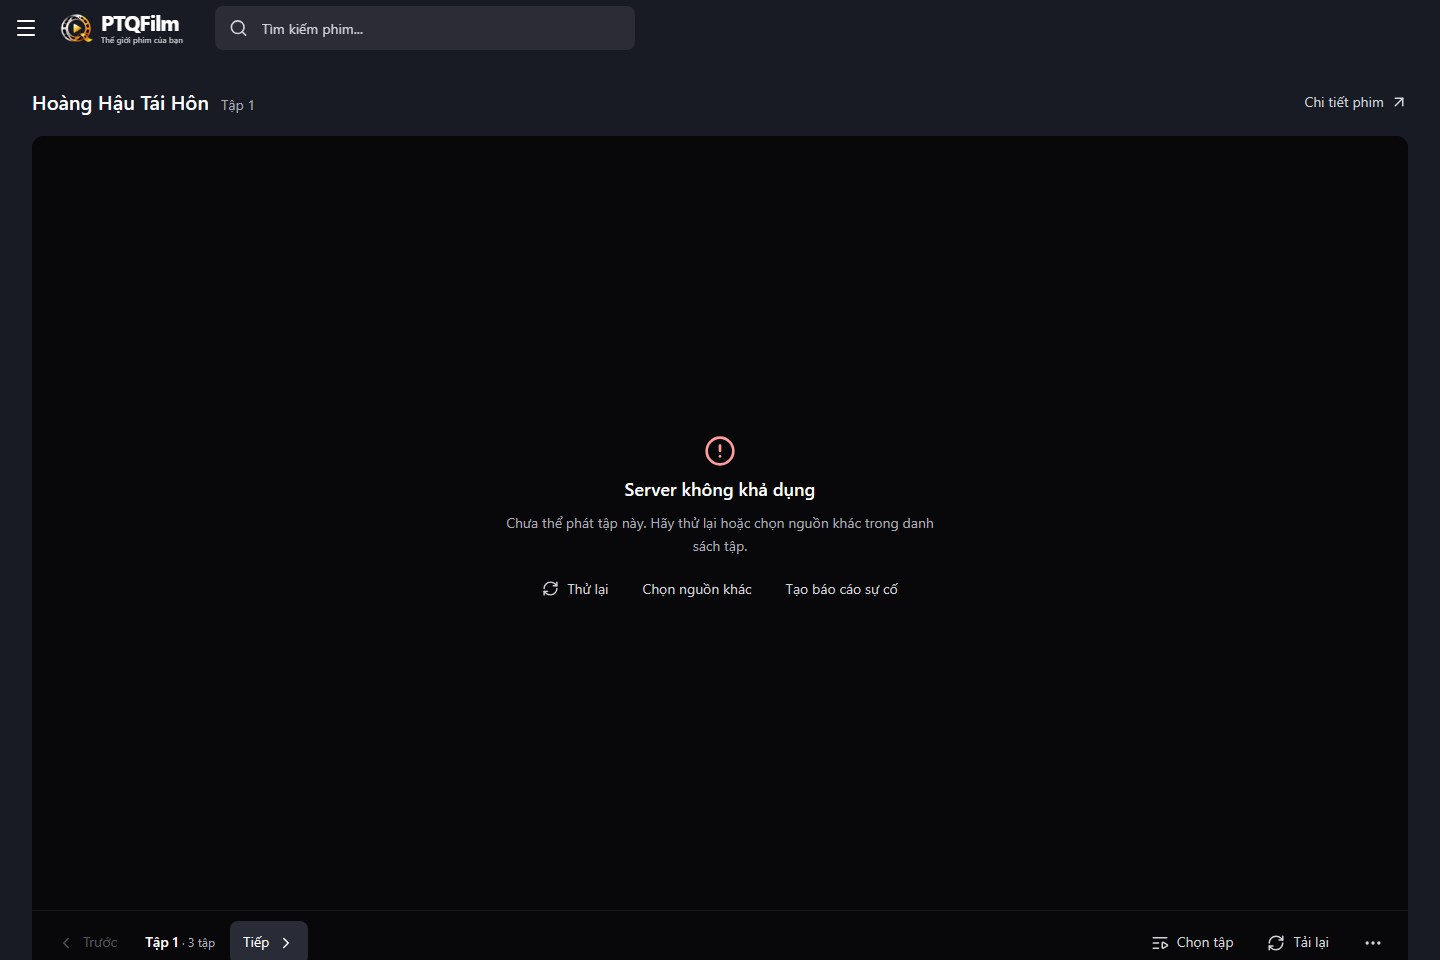 PTQFilm
Thế giới phim của bạn
Tìm kiếm phim...
Hoàng Hậu Tái Hôn Tập 1
Chi tiết phim
Server không khả dụng
Chưa thể phát tập này. Hãy thử lại hoặc chọn nguồn khác trong danh
sách tập.
Thử lại Chọn nguồn khác Tạo báo cáo sự cố
Trước Tập 1 · 3 tập Tiếp Chọn tập Tải lại